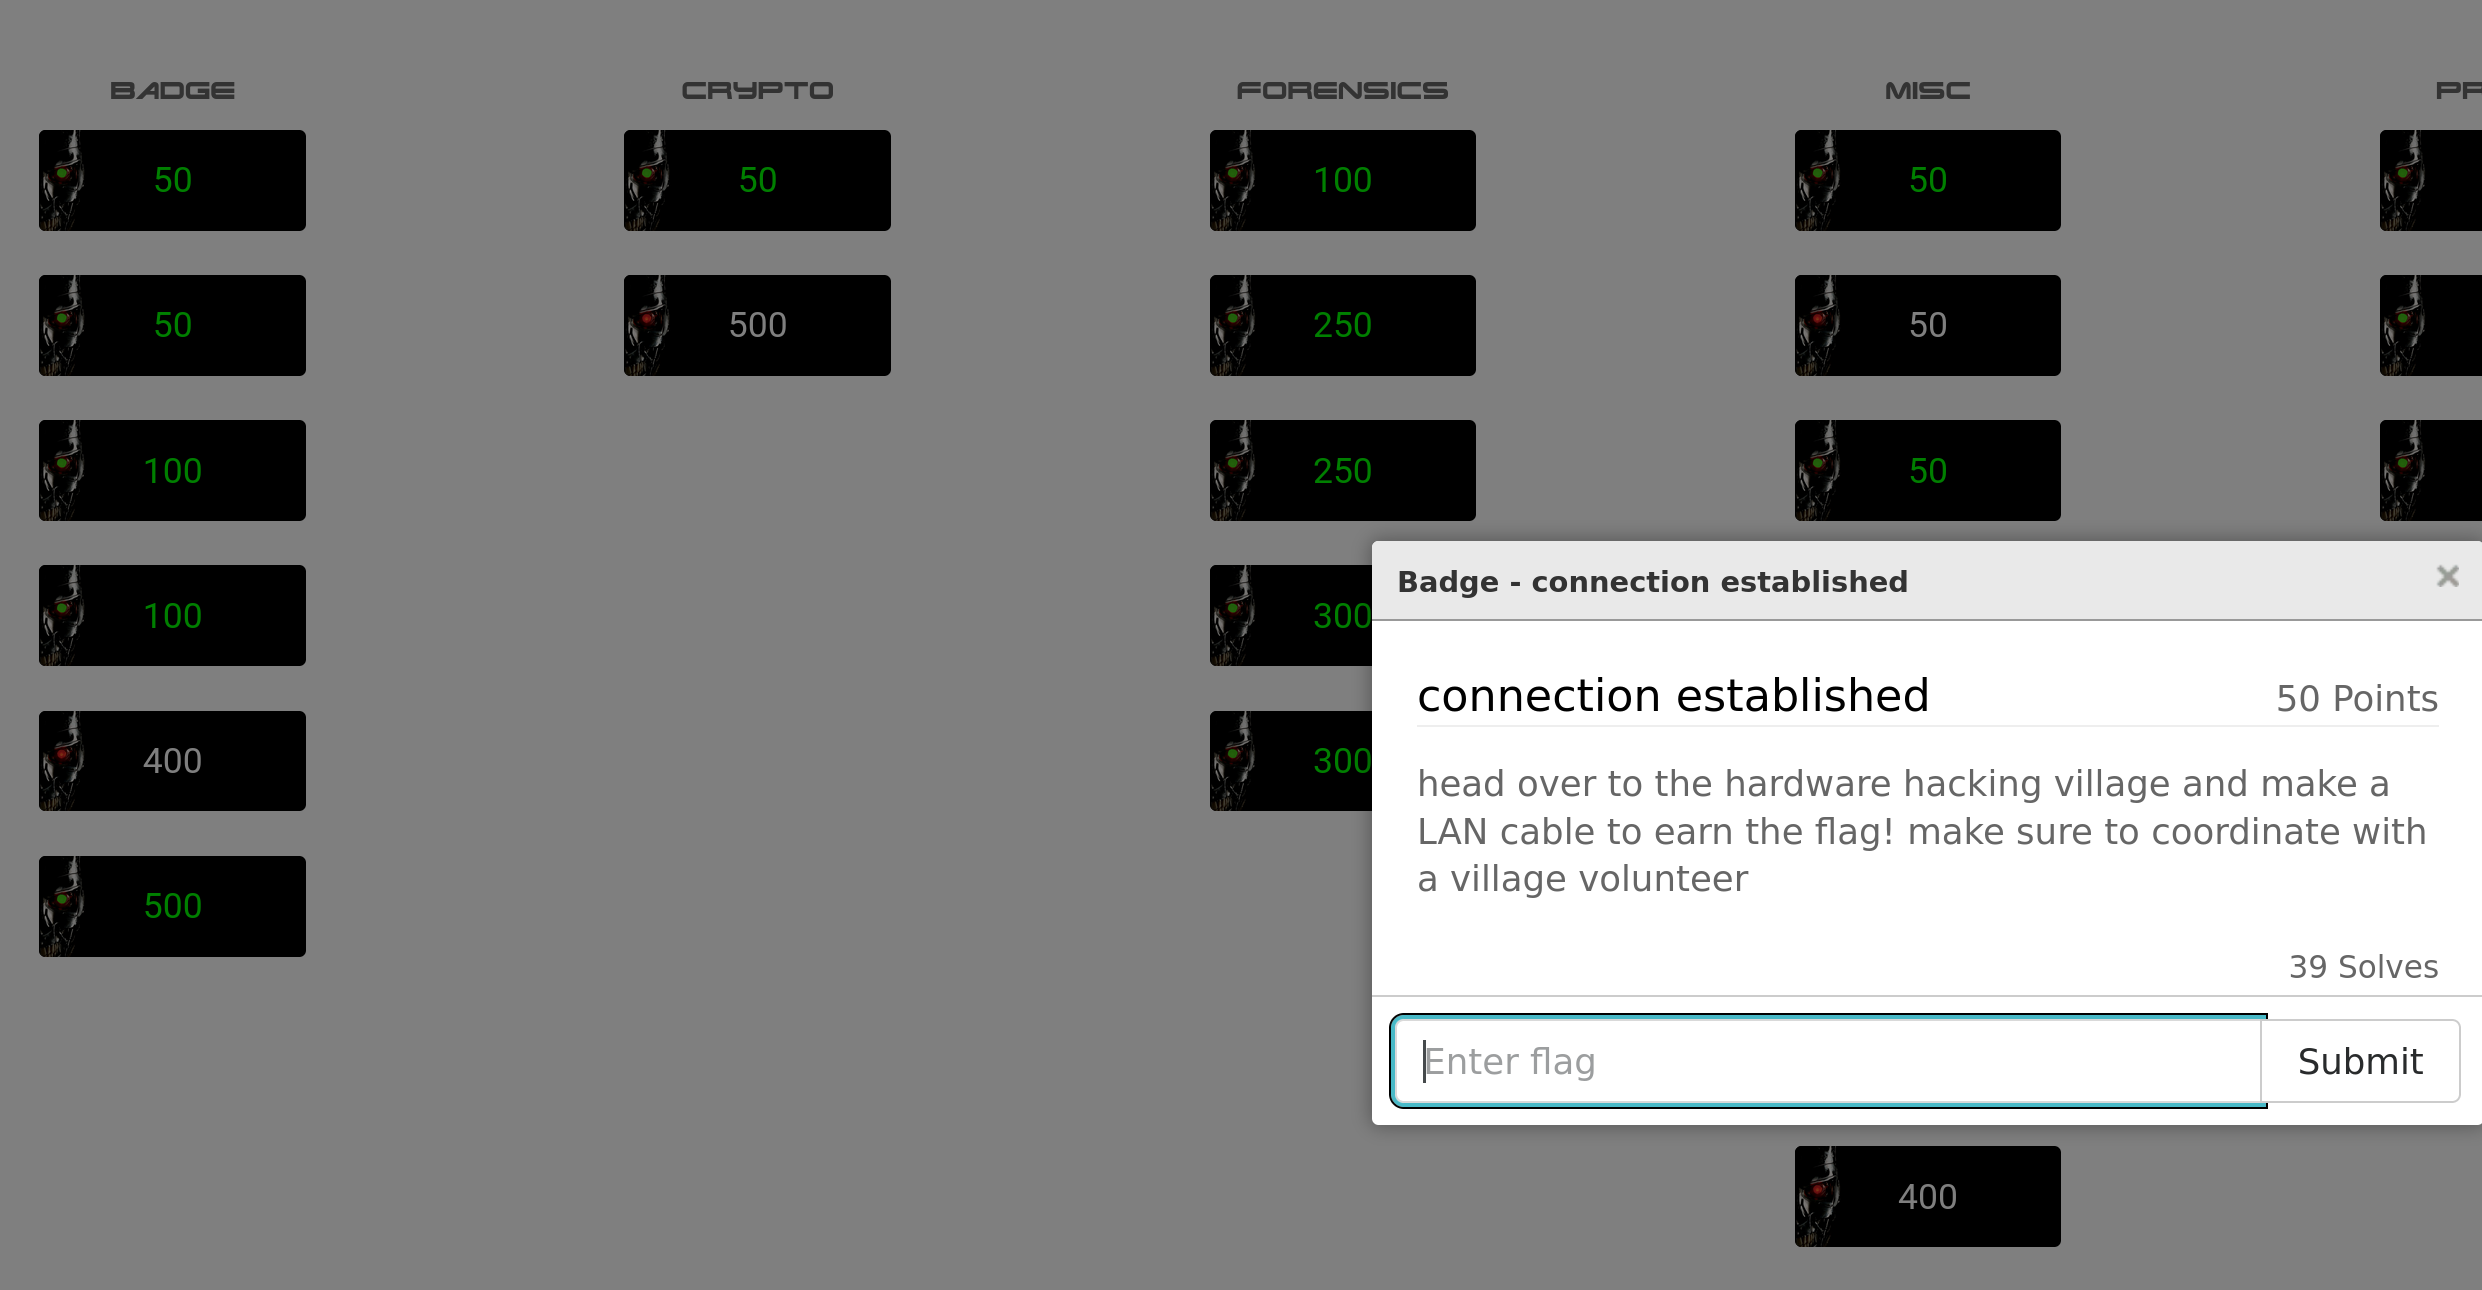 BADGE
CRYPTO
FORENSICS
MISC
50
50
100
50
50
500
250
50
100
250
50
100
300
400
300
500
400
Badge - connection established
×
connection established
50 Points
head over to the hardware hacking village and make a
LAN cable to earn the flag! make sure to coordinate with
a village volunteer
39 Solves
Enter flag
Submit